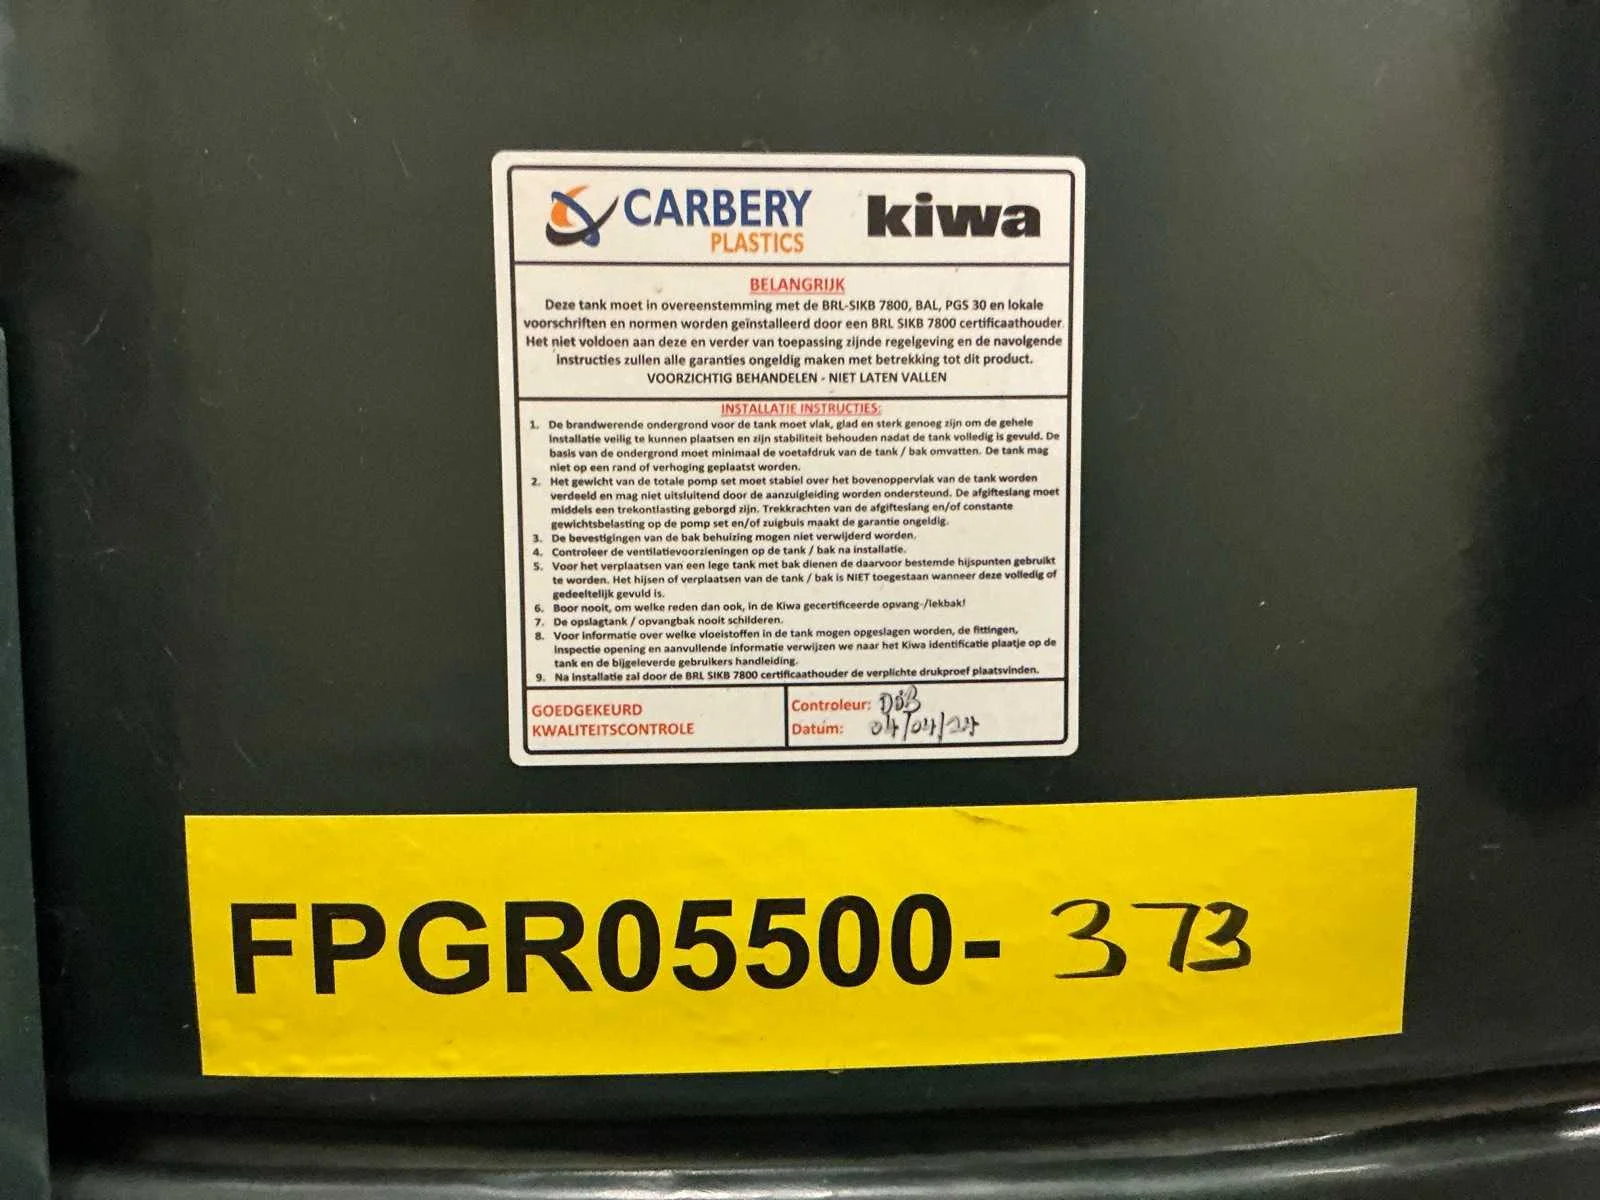 CARBERY
PLASTICS
kiwa
BELANGRIJK
Deze tank moet in overeenstemming met de BRL-SIKB 7800, BAL, PGS 30 en lokale
voorschriften en normen worden geïnstalleerd door een BRL SIKB 7800 certificaathouder.
Het niet voldoen aan deze en verder van toepassing zijnde regelgeving en de navolgende
instructies zullen alle garanties ongeldig maken met betrekking tot dit product.
VOORZICHTIG BEHANDELEN - NIET LATEN VALLEN
INSTALLATIE INSTRUCTIES:
1. De brandwerende ondergrond voor de tank moet vlak, glad en sterk genoeg zijn om de gehele
installatie veilig te kunnen plaatsen en zijn stabiliteit behouden nadat de tank volledig is gevuld. De
basis van de ondergrond moet minimaal de voetafdruk van de tank / bak omvatten. De tank mag
niet op een rand of verhoging geplaatst worden.
2. Het gewicht van de totale pomp set moet stabiel over het bovenoppervlak van de tank worden
verdeeld en mag niet uitsluitend door de aanzuigleiding worden ondersteund. De afgifteslang moet
middels een trekontlasting geborgd zijn. Trekkrachten van de afgifteslang en/of constante
gewichtsbelasting op de pomp set en/of zuigbuis maakt de garantie ongeldig.
3. De bevestigingen van de bak behuizing mogen niet verwijderd worden.
4. Controleer de ventilatievoorzieningen op de tank / bak na installatie.
5. Voor het verplaatsen van een lege tank met bak dienen de daarvoor bestemde hijspunten gebruikt
te worden. Het hijsen of verplaatsen van de tank / bak is NIET toegestaan wanneer deze volledig of
gedeeltelijk gevuld is.
6. Boor nooit, om welke reden dan ook, in de Kiwa gecertificeerde opvang-/lekbak!
7. De opslagtank / opvangbak nooit schilderen.
8. Voor informatie over welke vloeistoffen in de tank mogen opgeslagen worden, de fittingen,
inspectie opening en aanvullende informatie verwijzen we naar het Kiwa identificatie plaatje op de
tank en de bijgeleverde gebruikers handleiding.
9. Na installatie zal door de BRL SIKB 7800 certificaathouder de verplichte drukproef plaatsvinden.
GOEDGEKEURD
KWALITEITSCONTROLE
Controleur:
Datum: 04/04/24
FPGR05500-373